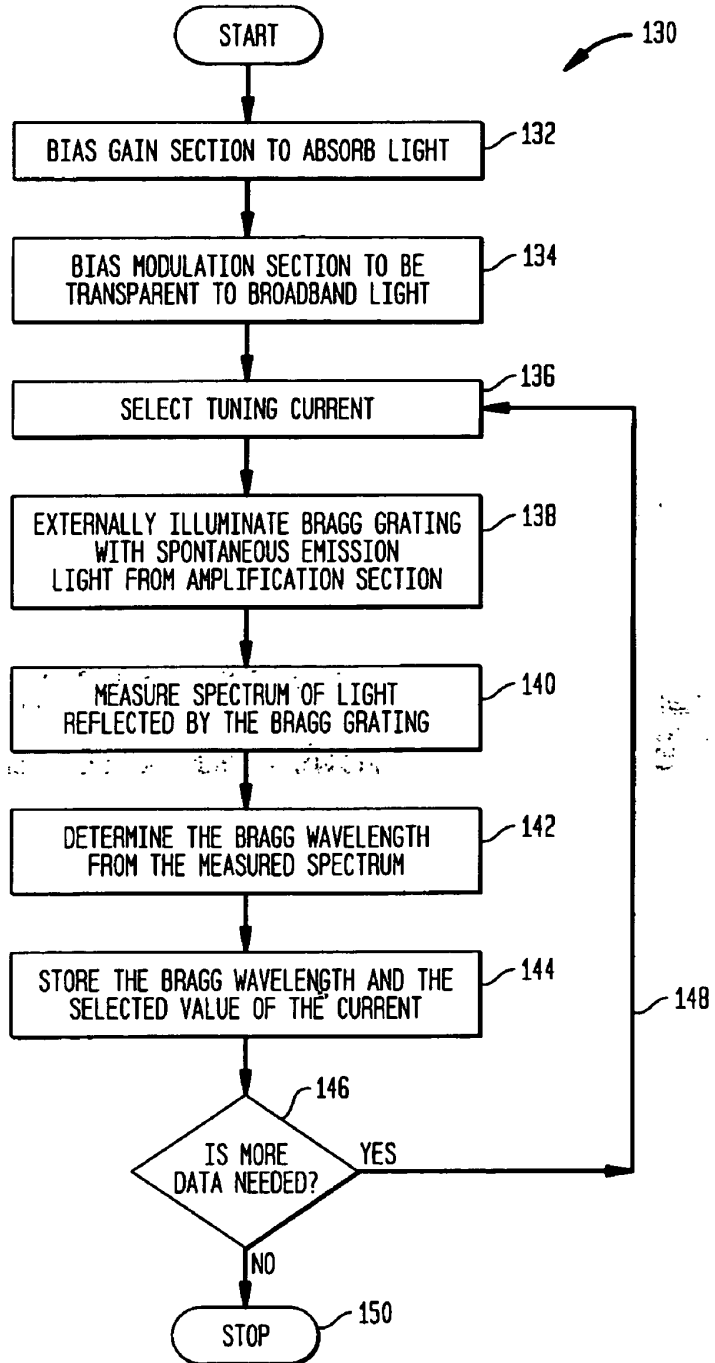 START
130
BIAS GAIN SECTION TO ABSORB LIGHT
132
BIAS MODULATION SECTION TO BE
TRANSPARENT TO BROADBAND LIGHT
134
SELECT TUNING CURRENT
136
EXTERNALLY ILLUMINATE BRAGG GRATING
WITH SPONTANEOUS EMISSION
LIGHT FROM AMPLIFICATION SECTION
138
MEASURE SPECTRUM OF LIGHT
REFLECTED BY THE BRAGG GRATING
140
DETERMINE THE BRAGG WAVELENGTH
FROM THE MEASURED SPECTRUM
142
STORE THE BRAGG WAVELENGTH AND THE
SELECTED VALUE OF THE CURRENT
144
148
146
IS MORE
DATA NEEDED?
YES
NO
STOP
150